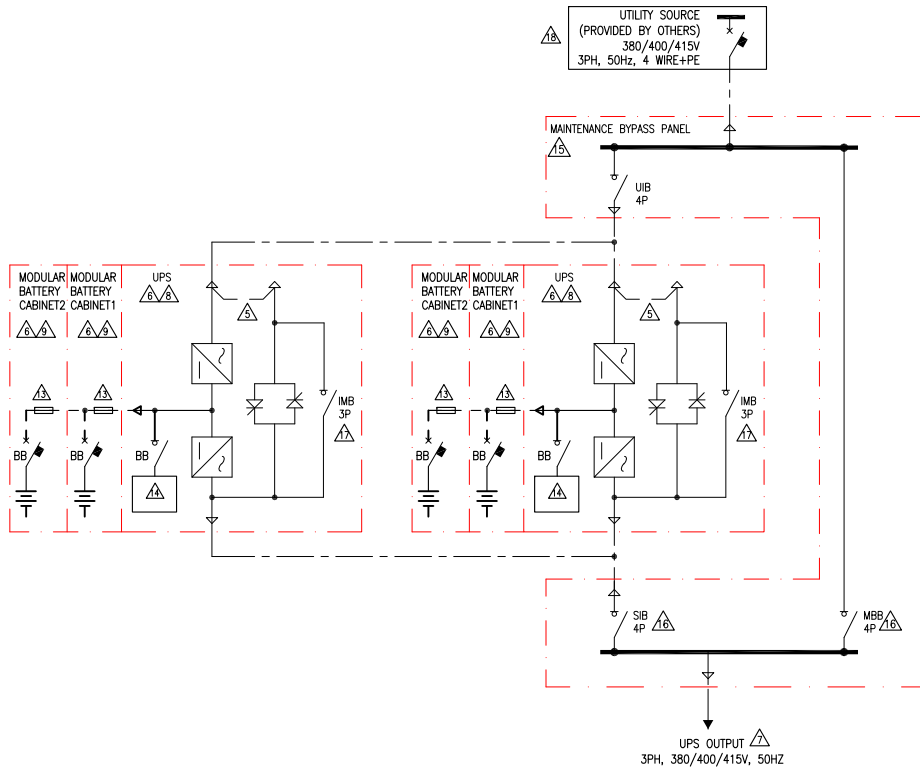 UTILITY SOURCE
(PROVIDED BY OTHERS)
380/400/415V
3PH, 50Hz, 4 WIRE+PE
18
MAINTENANCE BYPASS PANEL
15
UIB
4P
MODULAR
BATTERY
CABINET2
6 9
MODULAR
BATTERY
CABINET1
6 9
UPS
6 8
5
13
13
BB
BB
BB
14
IMB
3P
17
MODULAR
BATTERY
CABINET2
6 9
MODULAR
BATTERY
CABINET1
6 9
UPS
6 8
5
13
13
BB
BB
BB
14
IMB
3P
17
SIB
4P
16
MBB
4P
16
UPS OUTPUT 7
3PH, 380/400/415V, 50HZ